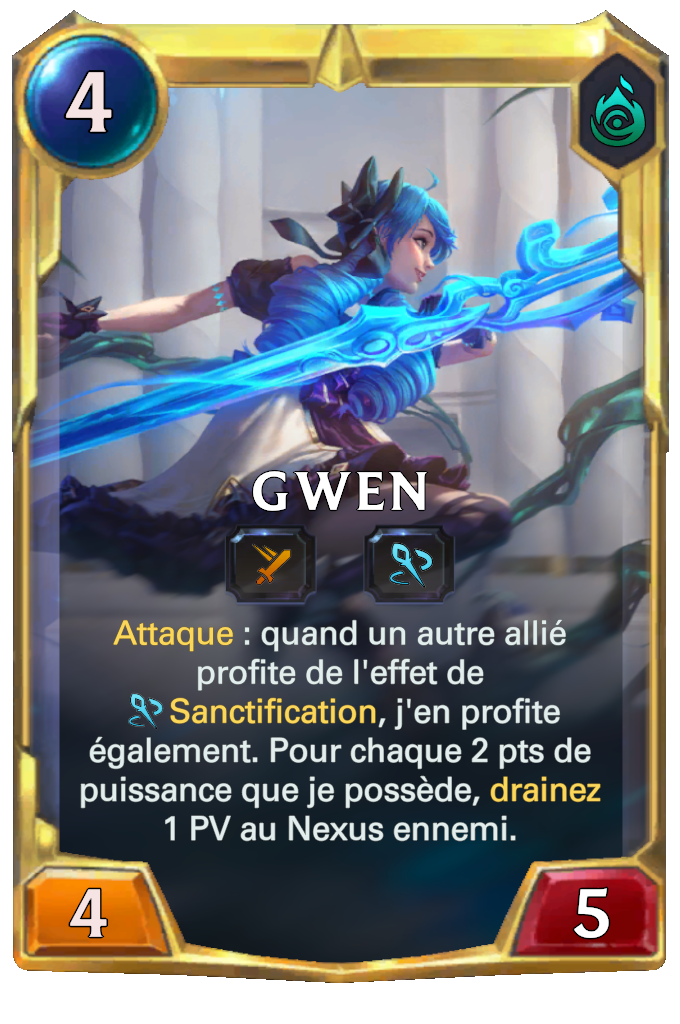 4
GWEN
Attaque : quand un autre allié
profite de l'effet de
Sanctification, j'en profite
également. Pour chaque 2 pts de
puissance que je possède, drainez
1 PV au Nexus ennemi.
4
5